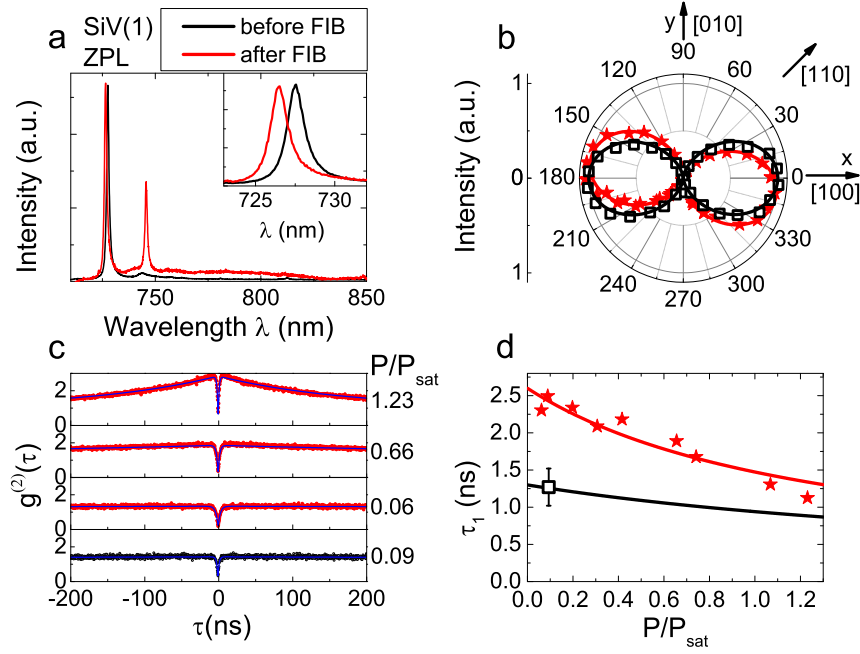 a
SiV(1)
ZPL
before FIB
after FIB
Intensity (a.u.)
725 730
λ (nm)
750 800 850
Wavelength λ (nm)
b
y [010]
[110]
x
[100]
Intensity (a.u.)
1
0
1
90
120 60
150 30
180 0
210 330
240 300
270
c
P/Psat
g(2)(τ)
2
0
1.23
2
0
0.66
2
0
0.06
2
0
0.09
-200 -100 0 100 200
τ(ns)
d
τ1 (ns)
2.5
2.0
1.5
1.0
0.5
0.0
0.0 0.2 0.4 0.6 0.8 1.0 1.2
P/Psat